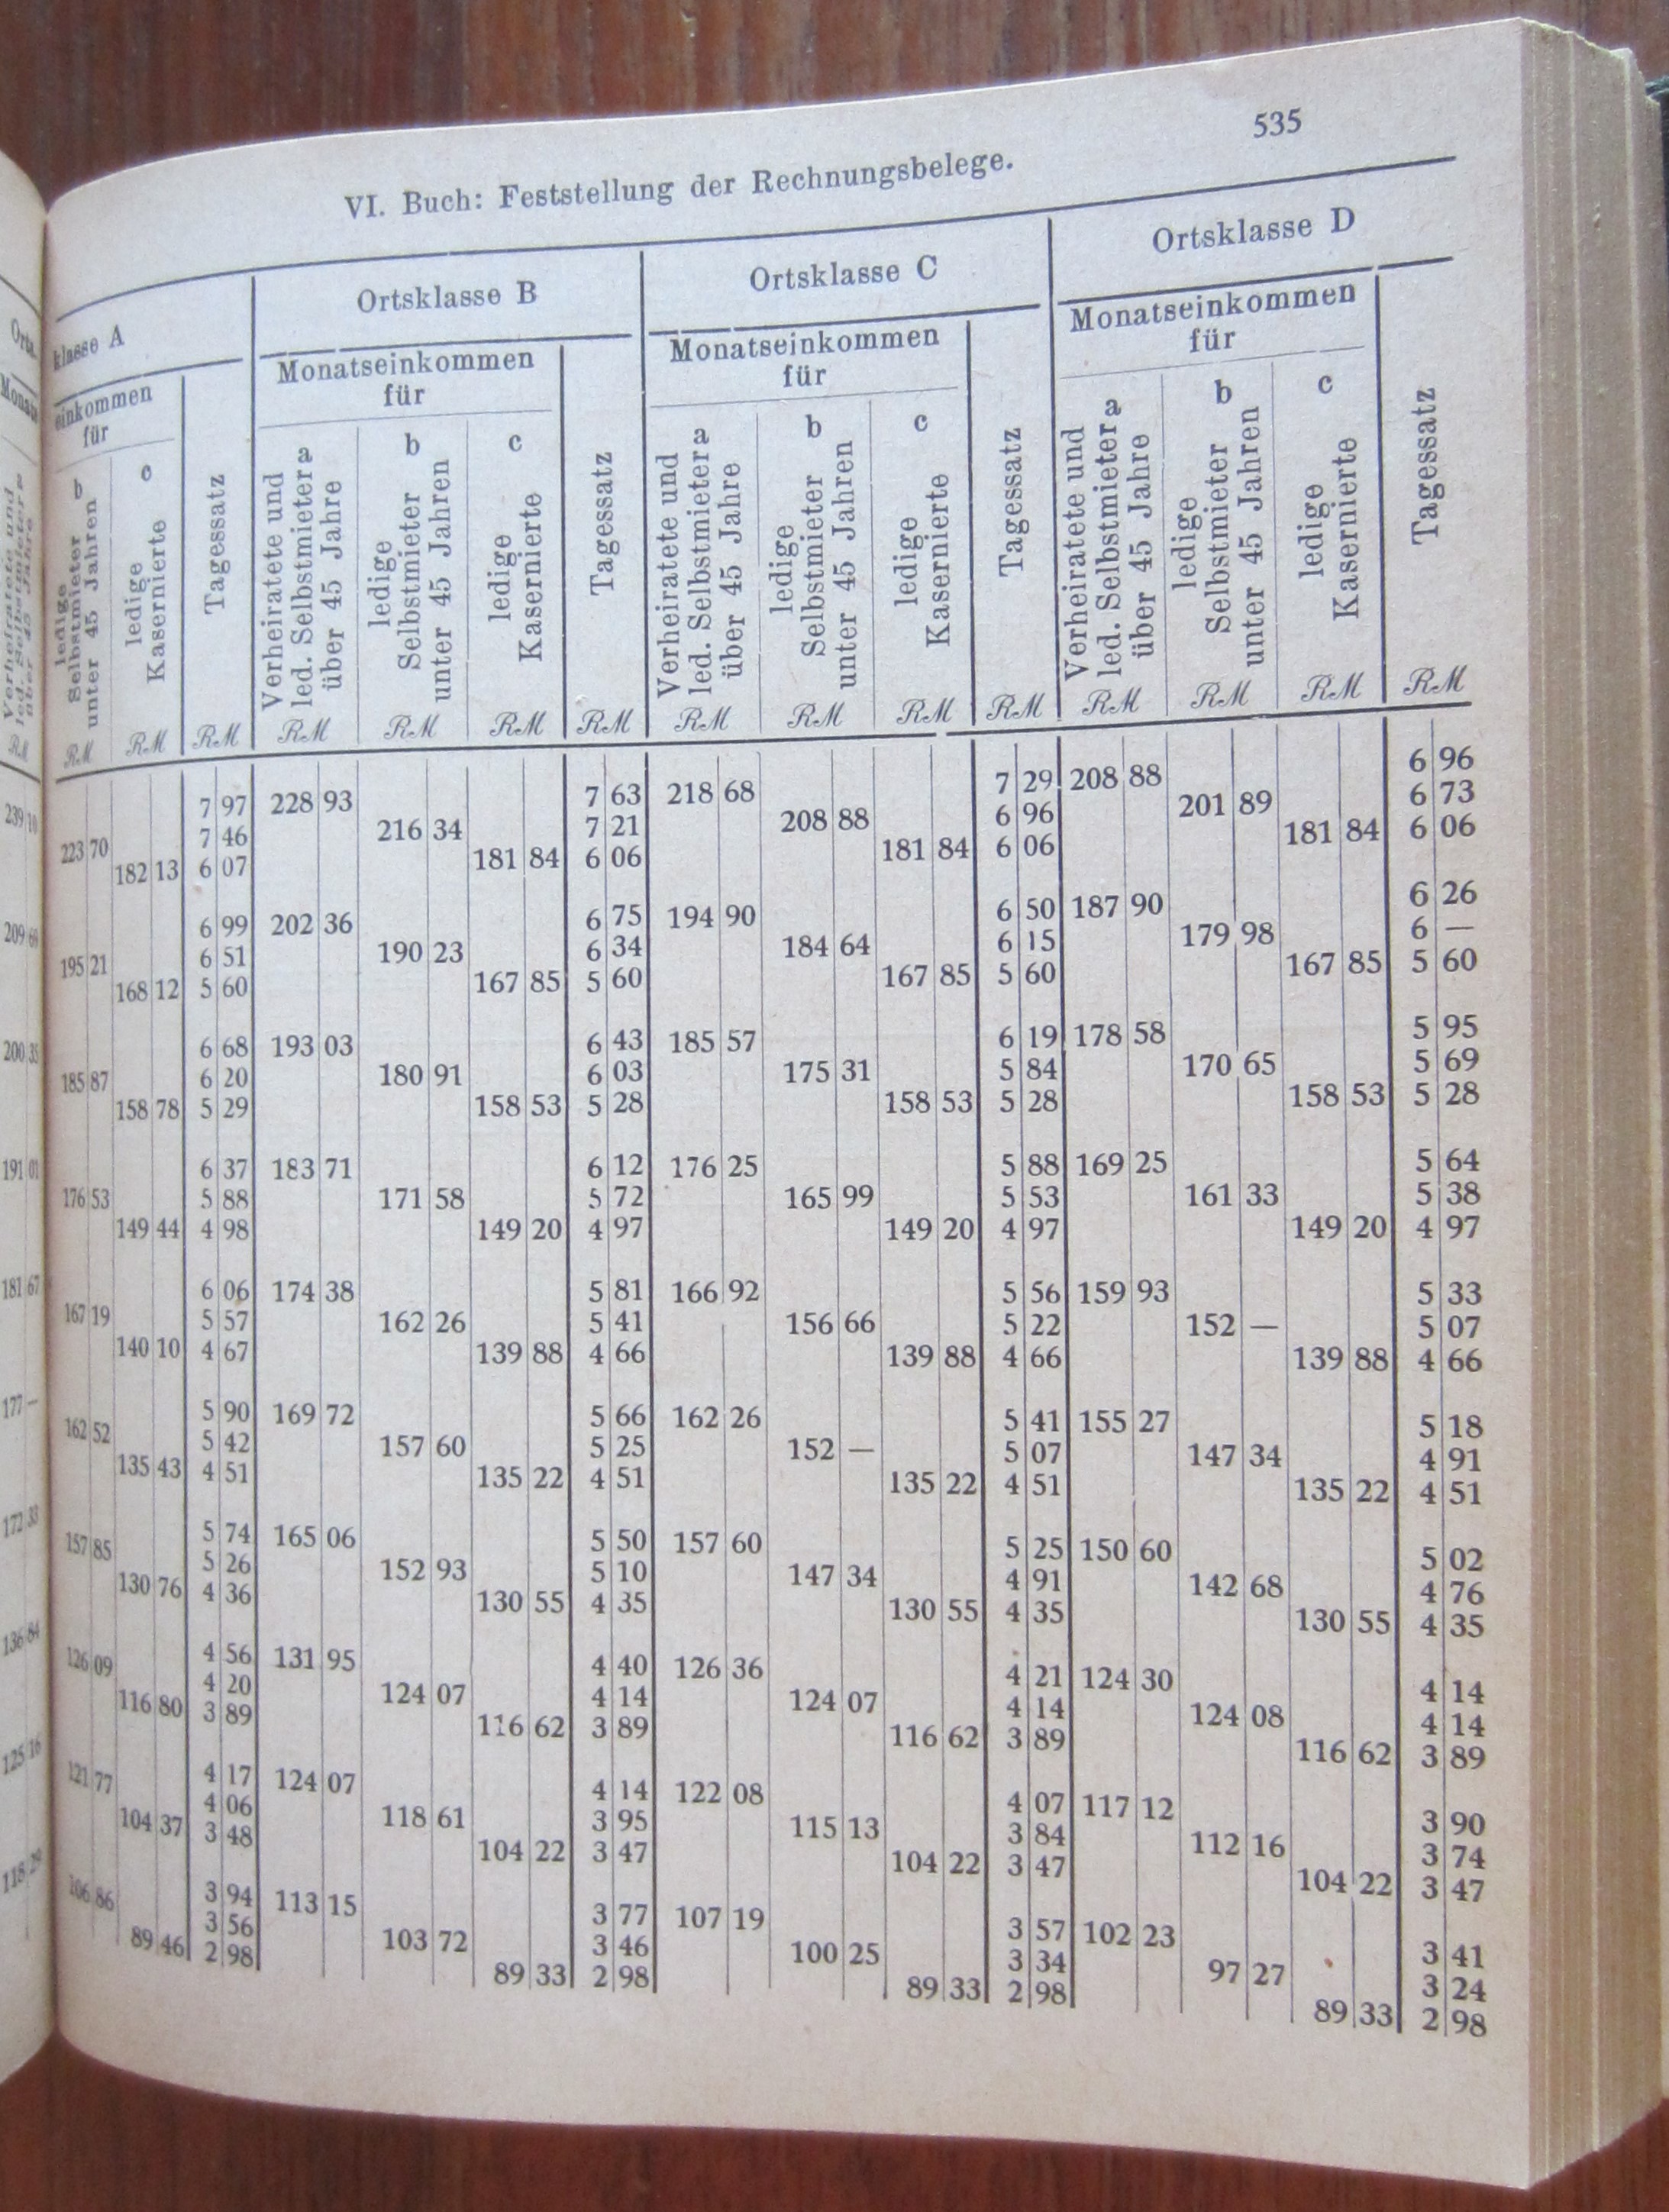 535
VI. Buch: Feststellung der Rechnungsbelege.
klasse A | Ortsklasse B | Ortsklasse C | Ortsklasse D
einkommen für | Tagessatz | Monatseinkommen für | Tagessatz | Monatseinkommen für | Tagessatz | Monatseinkommen für | Tagessatz
b ledige Selbstmieter unter 45 Jahren | c ledige Kasernierte | Tagessatz | a Verheiratete und led. Selbstmieter über 45 Jahre | b ledige Selbstmieter unter 45 Jahren | c ledige Kasernierte | Tagessatz | a Verheiratete und led. Selbstmieter über 45 Jahre | b ledige Selbstmieter unter 45 Jahren | c ledige Kasernierte | Tagessatz | a Verheiratete und led. Selbstmieter über 45 Jahre | b ledige Selbstmieter unter 45 Jahren | c ledige Kasernierte | Tagessatz
RM | RM | RM | RM | RM | RM | RM | RM | RM | RM | RM | RM | RM | RM | RM
7 97 | 228 93 | 7 63 | 218 68 | 7 29 | 208 88 | 6 96
223 70 | 7 46 | 216 34 | 7 21 | 208 88 | 6 96 | 201 89 | 6 73
182 13 | 6 07 | 181 84 | 6 06 | 181 84 | 6 06 | 181 84 | 6 06
6 99 | 202 36 | 6 75 | 194 90 | 6 50 | 187 90 | 6 26
195 21 | 6 51 | 190 23 | 6 34 | 184 64 | 6 15 | 179 98 | 6 —
168 12 | 5 60 | 167 85 | 5 60 | 167 85 | 5 60 | 167 85 | 5 60
6 68 | 193 03 | 6 43 | 185 57 | 6 19 | 178 58 | 5 95
185 87 | 6 20 | 180 91 | 6 03 | 175 31 | 5 84 | 170 65 | 5 69
158 78 | 5 29 | 158 53 | 5 28 | 158 53 | 5 28 | 158 53 | 5 28
6 37 | 183 71 | 6 12 | 176 25 | 5 88 | 169 25 | 5 64
176 53 | 5 88 | 171 58 | 5 72 | 165 99 | 5 53 | 161 33 | 5 38
149 44 | 4 98 | 149 20 | 4 97 | 149 20 | 4 97 | 149 20 | 4 97
6 06 | 174 38 | 5 81 | 166 92 | 5 56 | 159 93 | 5 33
167 19 | 5 57 | 162 26 | 5 41 | 156 66 | 5 22 | 152 — | 5 07
140 10 | 4 67 | 139 88 | 4 66 | 139 88 | 4 66 | 139 88 | 4 66
5 90 | 169 72 | 5 66 | 162 26 | 5 41 | 155 27 | 5 18
162 52 | 5 42 | 157 60 | 5 25 | 152 — | 5 07 | 147 34 | 4 91
135 43 | 4 51 | 135 22 | 4 51 | 135 22 | 4 51 | 135 22 | 4 51
5 74 | 165 06 | 5 50 | 157 60 | 5 25 | 150 60 | 5 02
157 85 | 5 26 | 152 93 | 5 10 | 147 34 | 4 91 | 142 68 | 4 76
130 76 | 4 36 | 130 55 | 4 35 | 130 55 | 4 35 | 130 55 | 4 35
4 56 | 131 95 | 4 40 | 126 36 | 4 21 | 124 30 | 4 14
126 09 | 4 20 | 124 07 | 4 14 | 124 07 | 4 14 | 124 08 | 4 14
116 80 | 3 89 | 116 62 | 3 89 | 116 62 | 3 89 | 116 62 | 3 89
4 17 | 124 07 | 4 14 | 122 08 | 4 07 | 117 12 | 3 90
121 77 | 4 06 | 118 61 | 3 95 | 115 13 | 3 84 | 112 16 | 3 74
104 37 | 3 48 | 104 22 | 3 47 | 104 22 | 3 47 | 104 22 | 3 47
3 94 | 113 15 | 3 77 | 107 19 | 3 57 | 102 23 | 3 41
106 86 | 3 56 | 103 72 | 3 46 | 100 25 | 3 34 | 97 27 | 3 24
89 46 | 2 98 | 89 33 | 2 98 | 89 33 | 2 98 | 89 33 | 2 98